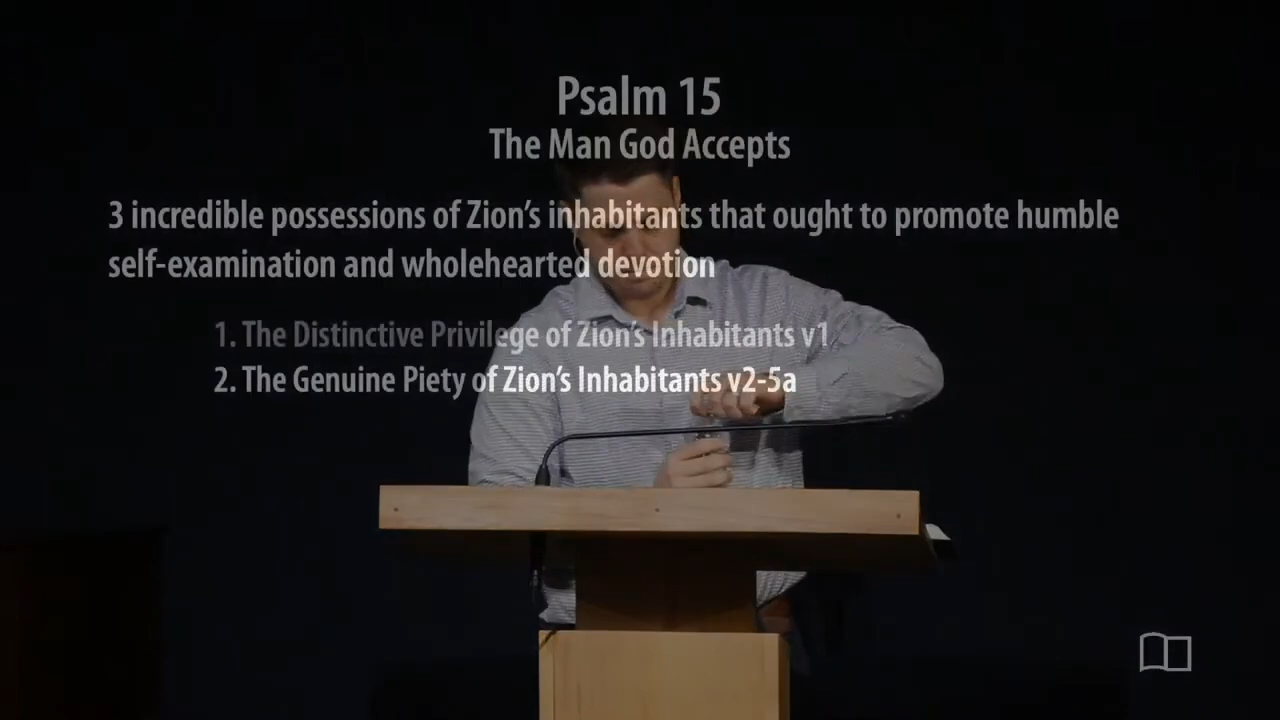 Psalm 15
The Man God Accepts
3 incredible possessions of Zion's inhabitants that ought to promote humble
self-examination and wholehearted devotion
1. The Distinctive Privilege of Zion's Inhabitants v1
2. The Genuine Piety of Zion's Inhabitants v2-5a